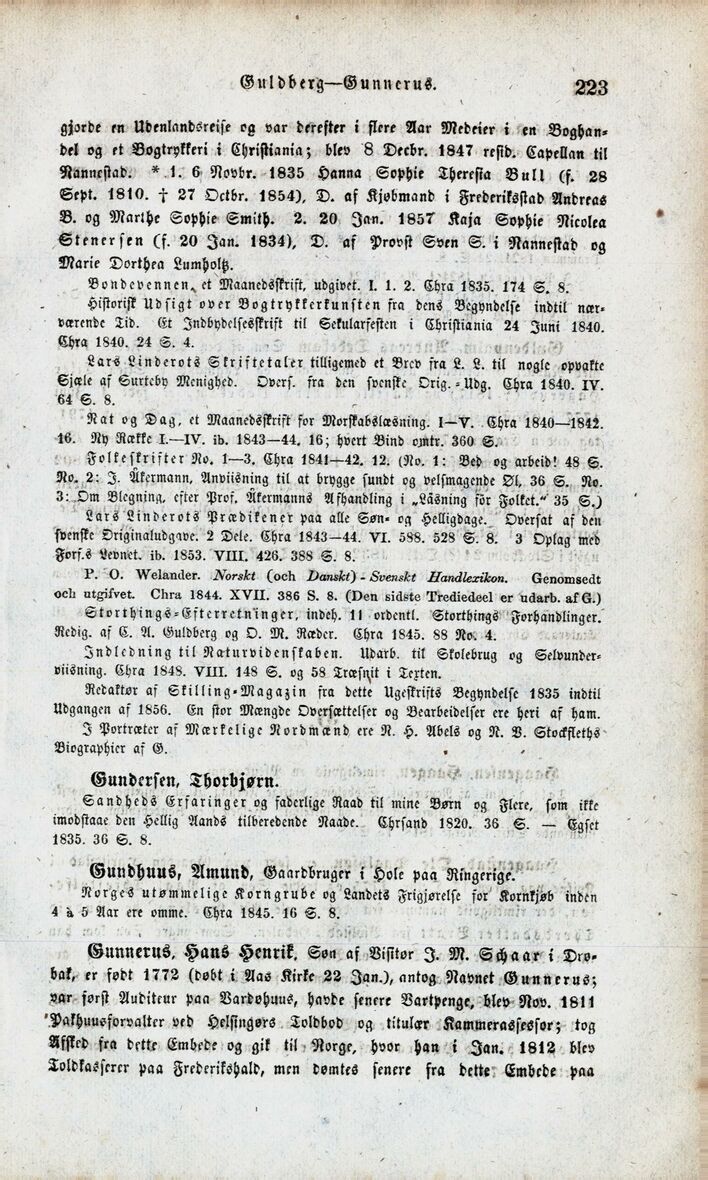 Guldberg—Gunnerus. 223
gjorde en Udenlandsreise og var derefter i flere Aar Medeier i en Boghan-
del og et Bogtrykkeri i Christiania; blev 8 Decbr. 1847 resid. Capellan til
Nannestad. * 1. 6 Novbr. 1835 Hanna Sophie Theresia Bull (f. 28
Sept. 1810. † 27 Octbr. 1854), D. af Kjøbmand i Frederiksstad Andreas
B. og Marthe Sophie Smith. 2. 20 Jan. 1857 Kaja Sophie Nicolea
Stenersen (f. 20 Jan. 1834), D. af Provst Sven S. i Nannestad og
Marie Dorthea Lumholtz.
Bondevennen, et Maanedsskrift, udgivet. I. 1. 2. Chra 1835. 174 S. 8.
Historisk Udsigt over Bogtrykkerkunsten fra dens Begyndelse indtil nær-
værende Tid. Et Indbydelsesskrift til Sekularfesten i Christiania 24 Juni 1840.
Chra 1840. 24 S. 4.
Lars Linderots Skriftetaler tilligemed et Brev fra L. L. til nogle opvakte
Sjæle af Surteby Menighed. Overs. fra den svenske Orig.-Udg. Chra 1840. IV.
64 S. 8.
Nat og Dag, et Maanedsskrift for Morskabslæsning. I—V. Chra 1840—1842.
16. Ny Række I.—IV. ib. 1843—44. 16; hvert Bind omtr. 360 S.
Folkeskrifter No. 1—3. Chra 1841—42. 12. (No. 1: Bed og arbeid! 48 S.
No. 2: J. Åkermann, Anviisning til at brygge sundt og velsmagende Øl, 36 S. No.
3: Om Blegning, efter Prof. Åkermanns Afhandling i „Läsning för Folket.“ 35 S.)
Lars Linderots Prædikener paa alle Søn- og Helligdage. Oversat af den
svenske Originaludgave. 2 Dele. Chra 1843—44. VI. 588. 528 S. 8. 3 Oplag med
Forf.s Levnet. ib. 1853. VIII. 426. 388 S. 8.
P. O. Welander. Norskt (och Danskt) - Svenskt Handlexikon. Genomsedt
och utgifvet. Chra 1844. XVII. 386 S. 8. (Den sidste Trediedeel er udarb. af G.)
Storthings-Efterretninger, indeh. 11 ordentl. Storthings Forhandlinger.
Redig. af C. A. Guldberg og O. M. Ræder. Chra 1845. 88 No. 4.
Indledning til Naturvidenskaben. Udarb. til Skolebrug og Selvunder-
viisning. Chra 1848. VIII. 148 S. og 58 Træsnit i Texten.
Redaktør af Skilling-Magazin fra dette Ugeskrifts Begyndelse 1835 indtil
Udgangen af 1856. En stor Mængde Oversættelser og Bearbeidelser ere heri af ham.
I Portræter af Mærkelige Nordmænd ere N. H. Abels og N. V. Stockfleths
Biographier af G.
Gundersen, Thorbjørn.
Sandheds Erfaringer og faderlige Raad til mine Børn og Flere, som ikke
imodstaae den Hellig Aands tilberedende Naade. Chrsand 1820. 36 S. — Egset
1835. 36 S. 8.
Gundhuus, Amund, Gaardbruger i Hole paa Ringerige.
Norges utømmelige Korngrube og Landets Frigjørelse for Kornkjøb inden
4 à 5 Aar ere omme. Chra 1845. 16 S. 8.
Gunnerus, Hans Henrik, Søn af Visitør J. M. Schaar i Drø-
bak, er født 1772 (døbt i Aas Kirke 22 Jan.), antog Navnet Gunnerus;
var først Auditeur paa Vardøhuus, havde senere Vartpenge, blev Nov. 1811
Pakhuusforvalter ved Helsingørs Toldbod og titulær Kammerassessor; tog
Afsked fra dette Embede og gik til Norge, hvor han i Jan. 1812 blev
Toldkasserer paa Frederikshald, men dømtes senere fra dette Embede paa